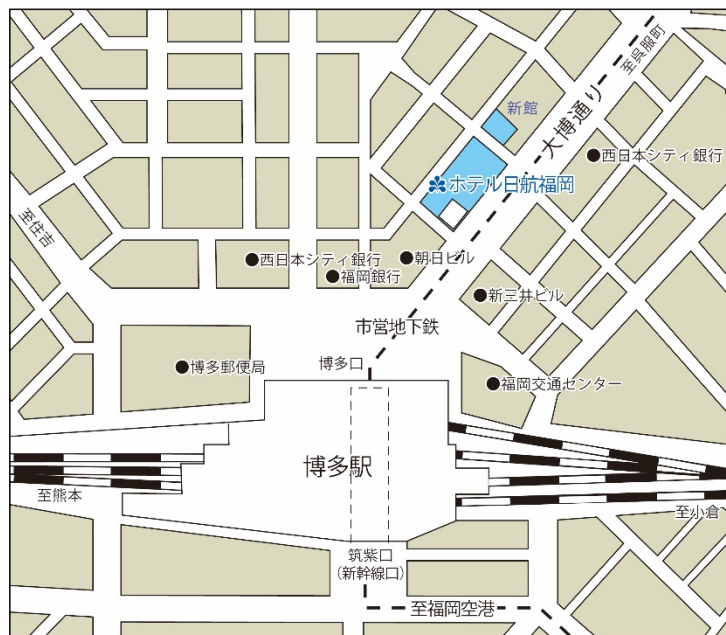 至呉服町
新館
大博通り
西日本シティ銀行
ホテル日航福岡
至住吉
西日本シティ銀行
朝日ビル
福岡銀行
新三井ビル
市営地下鉄
博多口
博多郵便局
福岡交通センター
博多駅
至熊本
至小倉
筑紫口
(新幹線口)
至福岡空港